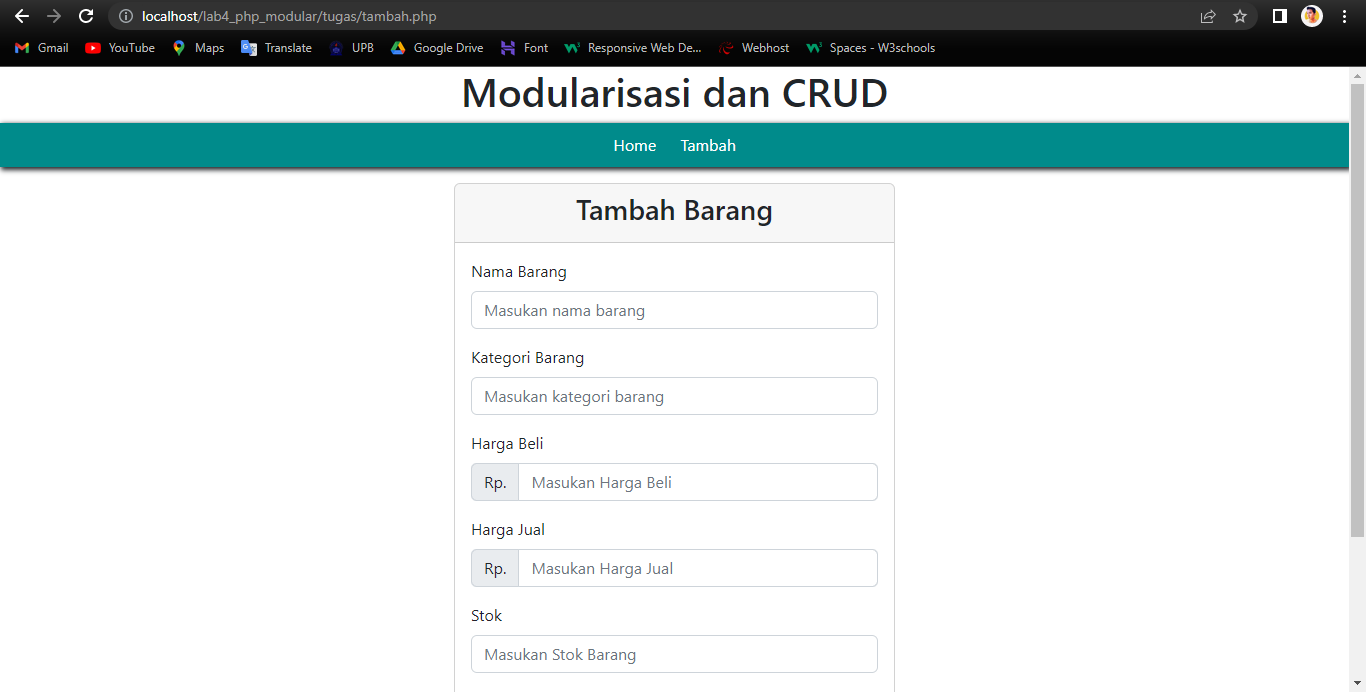 localhost/lab4_php_modular/tugas/tambah.php
Gmail YouTube Maps Translate UPB Google Drive Font Responsive Web De... Webhost Spaces - W3schools
Modularisasi dan CRUD
Home Tambah
Tambah Barang
Nama Barang
Masukan nama barang
Kategori Barang
Masukan kategori barang
Harga Beli
Rp. Masukan Harga Beli
Harga Jual
Rp. Masukan Harga Jual
Stok
Masukan Stok Barang